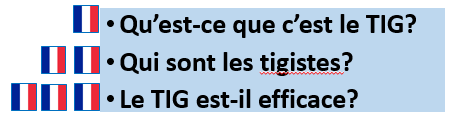 • Qu’est-ce que c’est le TIG?
• Qui sont les tigistes?
• Le TIG est-il efficace?